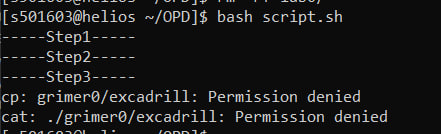 [s501603@helios ~/OPD]$ bash script.sh
-----Step1-----
-----Step2-----
-----Step3-----
cp: grimer0/excadrill: Permission denied
cat: ./grimer0/excadrill: Permission denied